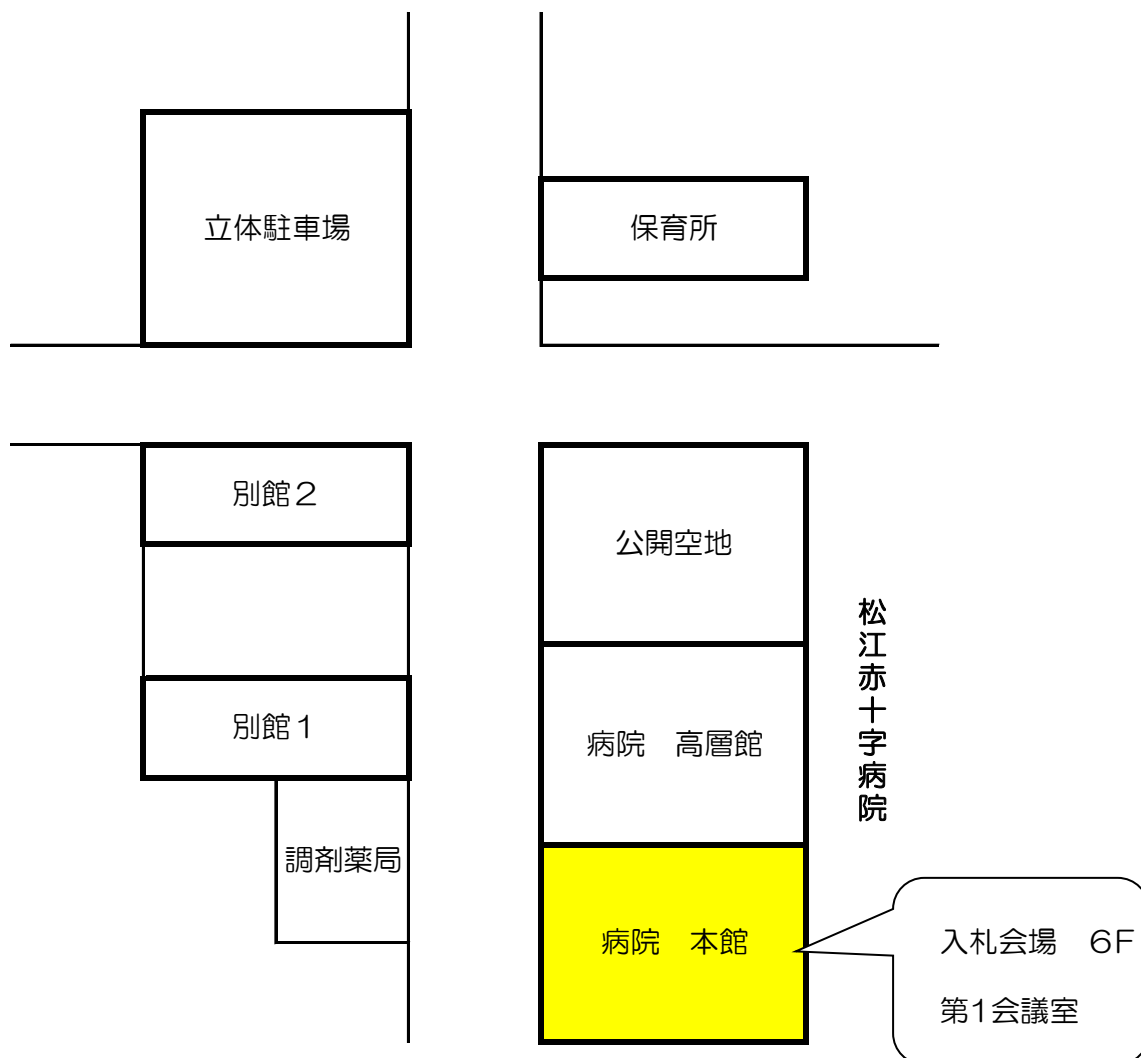 立体駐車場
保育所
別館２
公開空地
松江赤十字病院
別館１
病院　高層館
調剤薬局
病院　本館
入札会場　６Ｆ
第1会議室